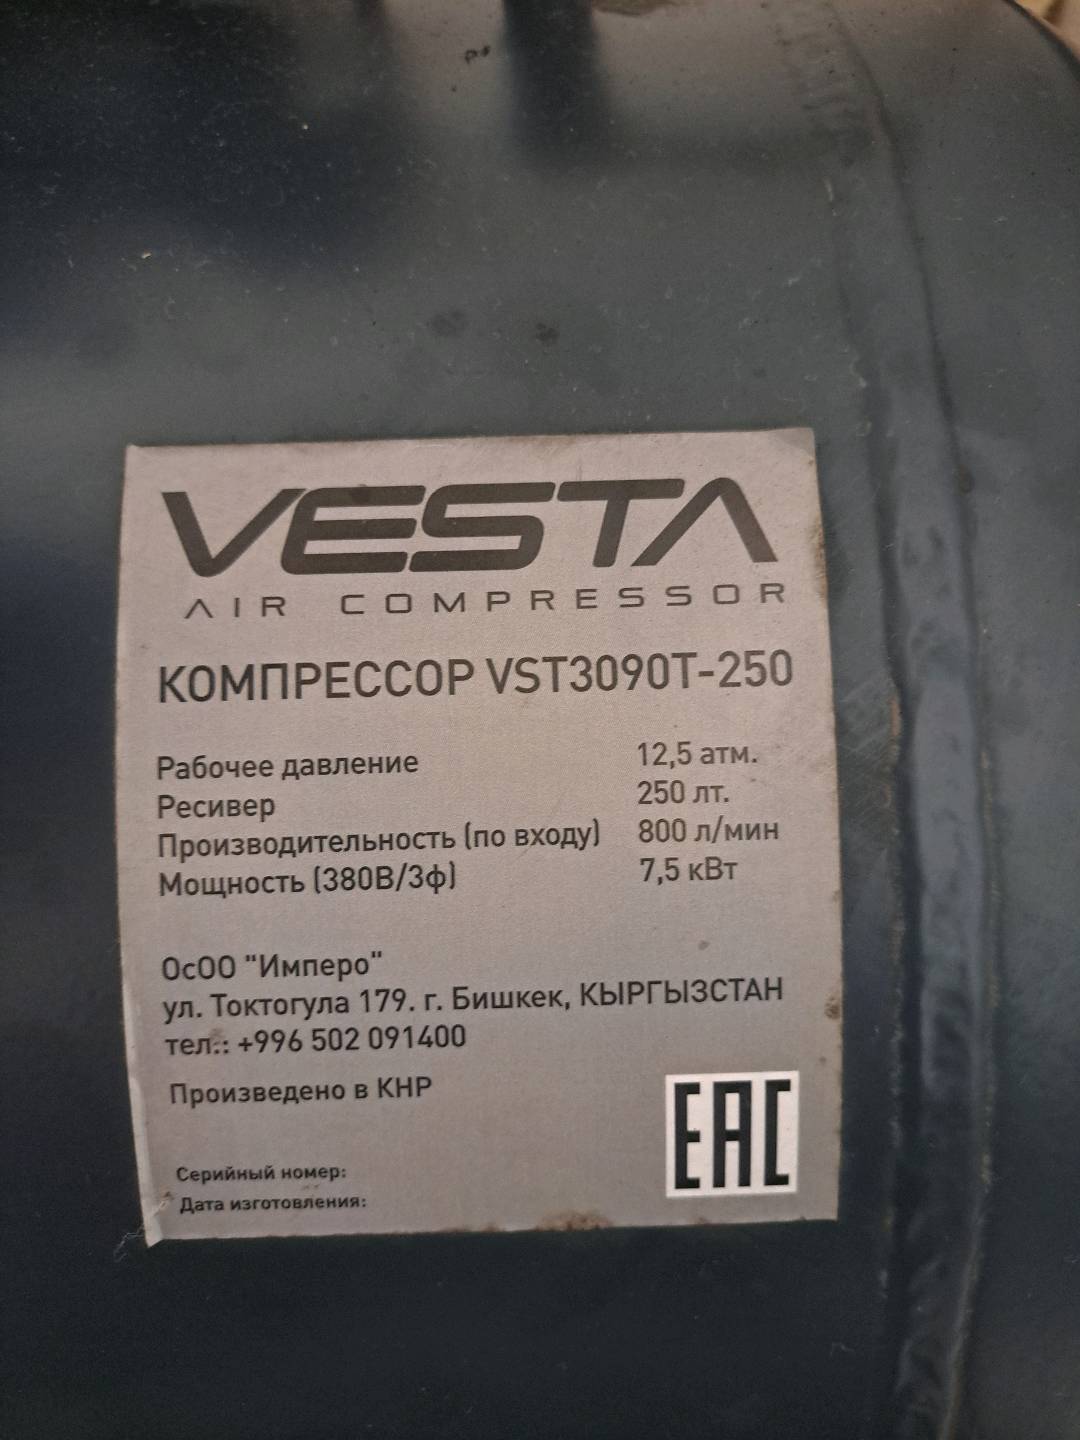 VESTA
AIR COMPRESSOR
КОМПРЕССОР VST3090T-250
Рабочее давление 12,5 атм.
Ресивер 250 лт.
Производительность (по входу) 800 л/мин
Мощность (380В/3ф) 7,5 кВт
ОсОО "Имперо"
ул. Токтогула 179. г. Бишкек, КЫРГЫЗСТАН
тел.: +996 502 091400
Произведено в КНР
EAC
Серийный номер:
Дата изготовления: